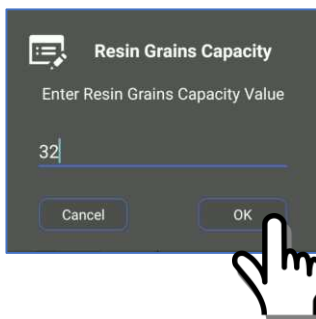 Resin Grains Capacity
Enter Resin Grains Capacity Value
32
Cancel OK